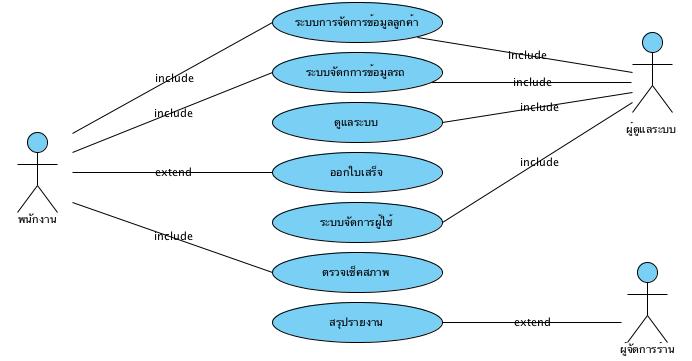 ระบบการจัดการข้อมูลลูกค้า
include
include
ระบบจัดการข้อมูลรถ
include
include
include
include
ดูแลระบบ
ผู้ดูแลระบบ
extend
ออกใบเสร็จ
include
พนักงาน
ระบบจัดการผู้ใช้
include
ตรวจเช็คสภาพ
สรุปรายงาน
extend
ผู้จัดการร้าน